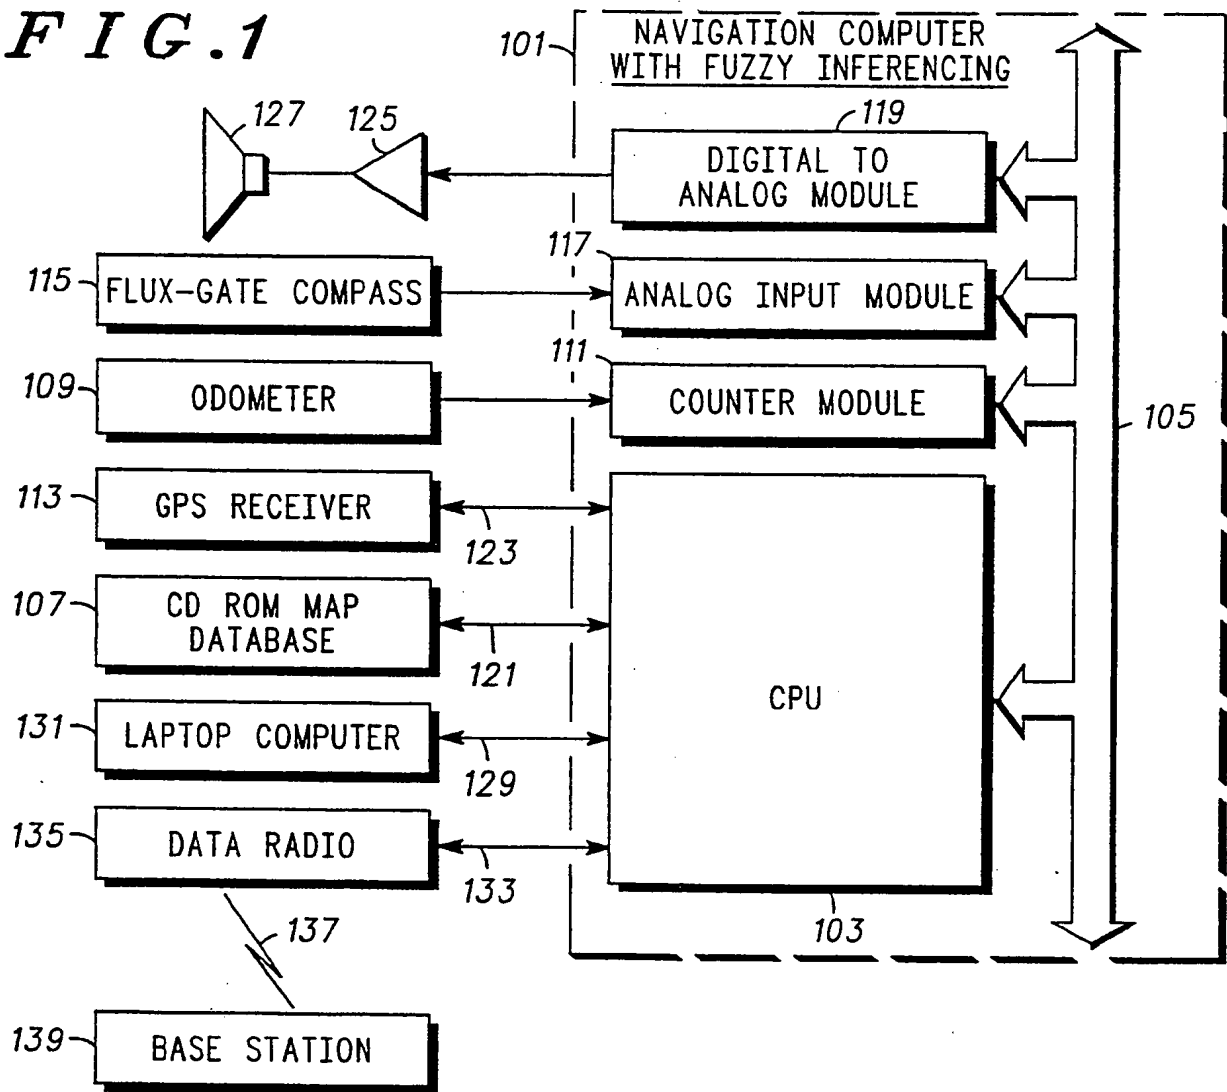 FIG.1
101
NAVIGATION COMPUTER
WITH FUZZY INFERENCING
127
125
119
DIGITAL TO
ANALOG MODULE
115
FLUX-GATE COMPASS
117
ANALOG INPUT MODULE
109
ODOMETER
111
COUNTER MODULE
105
113
GPS RECEIVER
123
107
CD ROM MAP
DATABASE
121
CPU
131
LAPTOP COMPUTER
129
135
DATA RADIO
133
103
137
139
BASE STATION